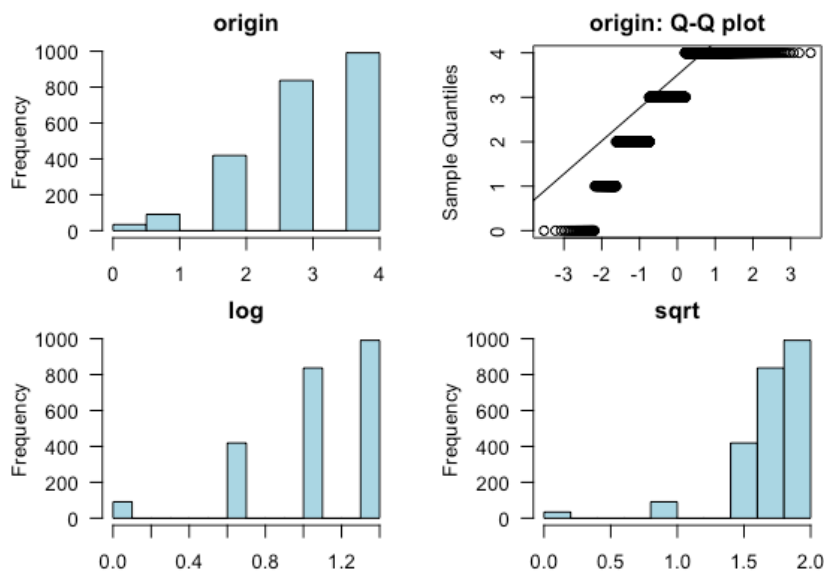 origin
Frequency
0 200 400 600 800 1000
0 1 2 3 4
origin: Q-Q plot
Sample Quantiles
0 1 2 3 4
-3 -2 -1 0 1 2 3
log
Frequency
0 200 400 600 800 1000
0.0 0.4 0.8 1.2
sqrt
Frequency
0 200 400 600 800 1000
0.0 0.5 1.0 1.5 2.0